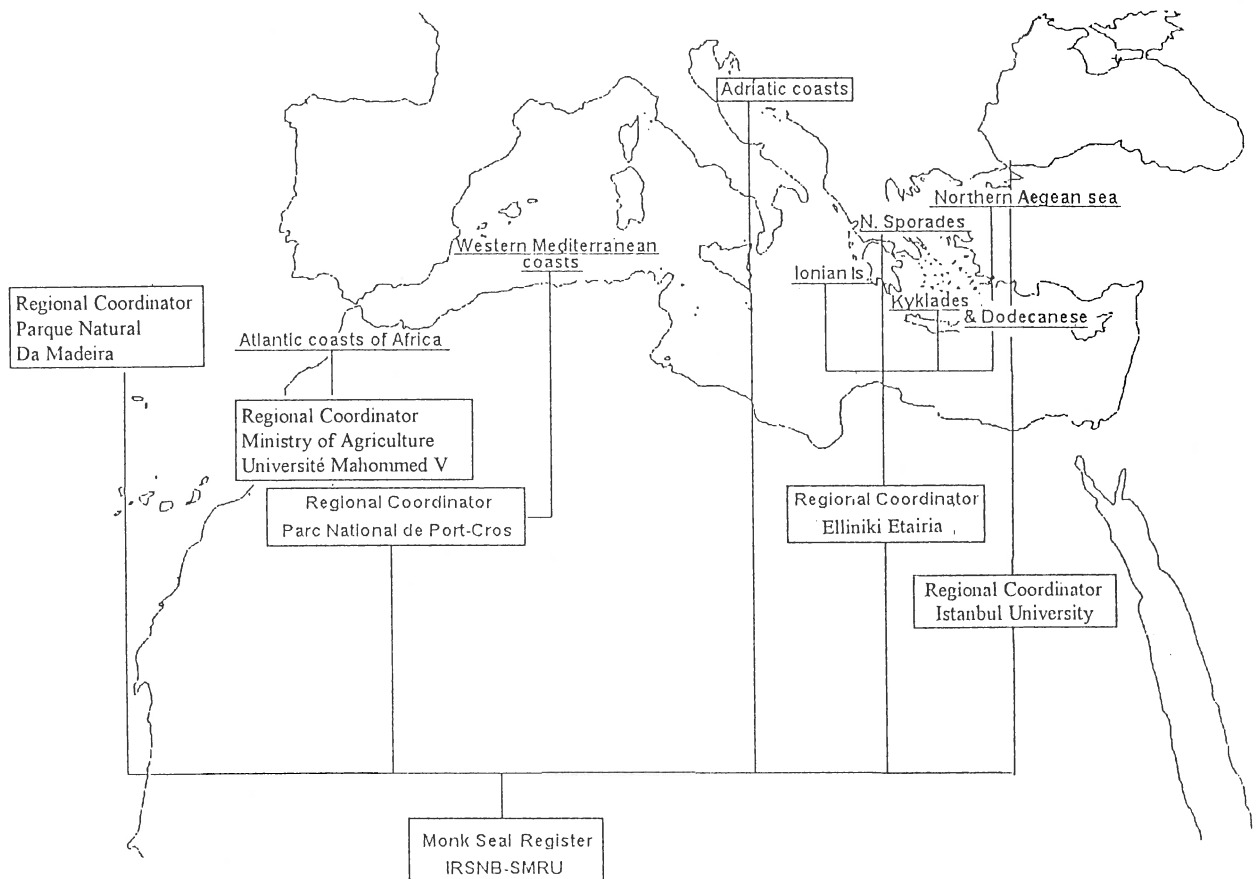 Adriatic coasts
Northern Aegean sea
N. Sporades
Western Mediterranean
coasts
Ionian Is.
Regional Coordinator
Parque Natural
Da Madeira
Kyklades
& Dodecanese
Atlantic coasts of Africa
Regional Coordinator
Ministry of Agriculture
Université Mahommed V
Regional Coordinator
Parc National de Port-Cros
Regional Coordinator
Elliniki Etairia
Regional Coordinator
Istanbul University
Monk Seal Register
IRSNB-SMRU